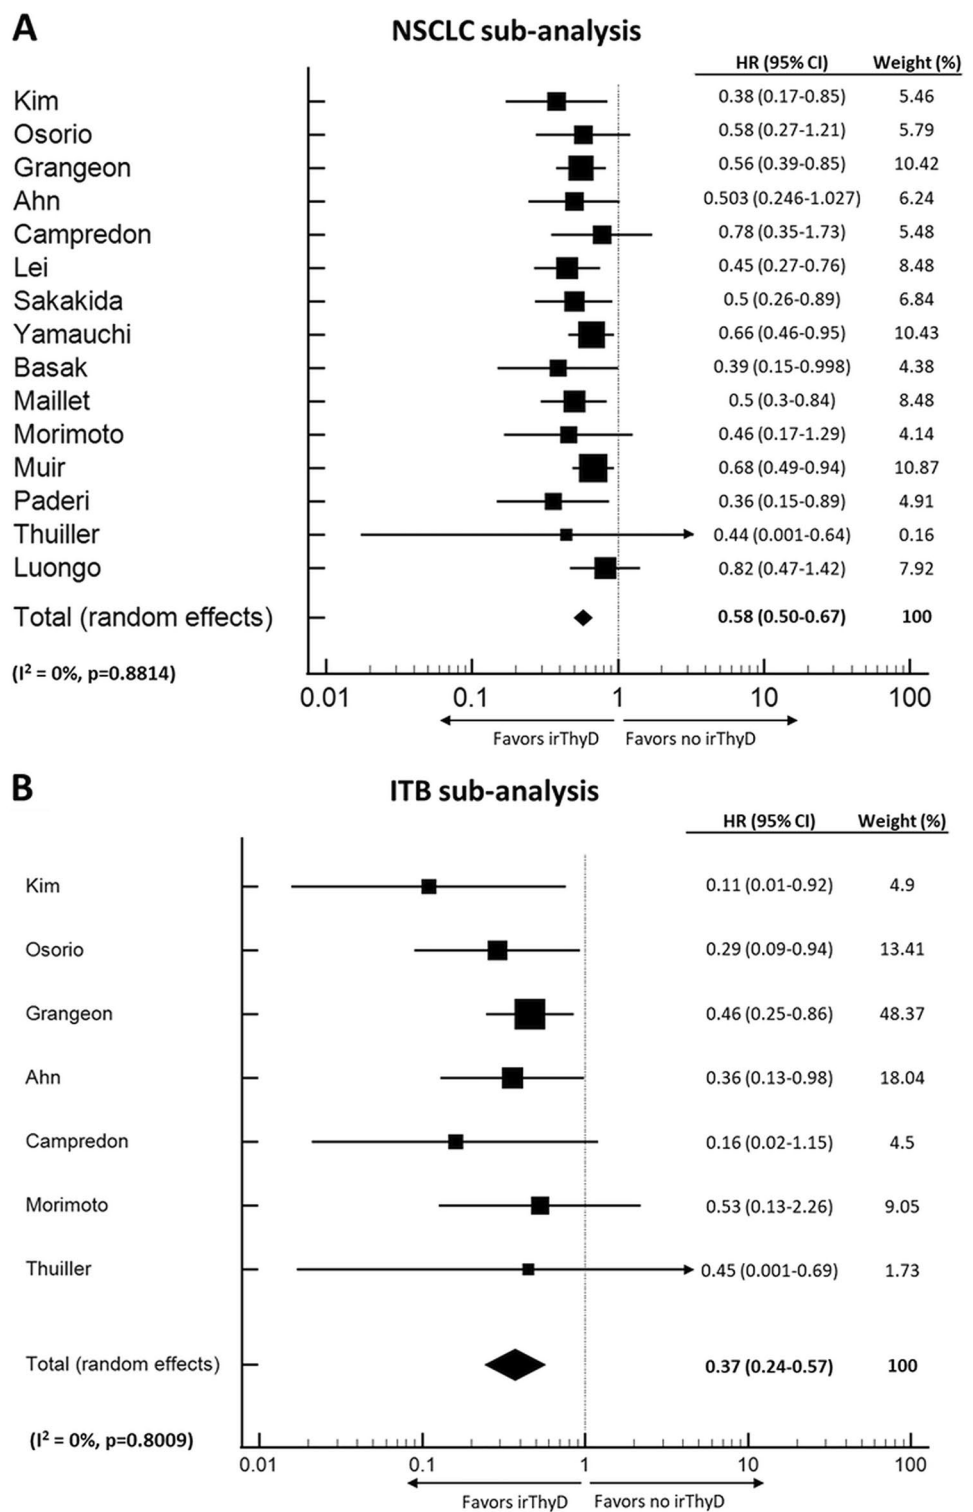 A
NSCLC sub-analysis
HR (95% CI) Weight (%)
Kim 0.38 (0.17-0.85) 5.46
Osorio 0.58 (0.27-1.21) 5.79
Grangeon 0.56 (0.39-0.85) 10.42
Ahn 0.503 (0.246-1.027) 6.24
Campredon 0.78 (0.35-1.73) 5.48
Lei 0.45 (0.27-0.76) 8.48
Sakakida 0.5 (0.26-0.89) 6.84
Yamauchi 0.66 (0.46-0.95) 10.43
Basak 0.39 (0.15-0.998) 4.38
Maillet 0.5 (0.3-0.84) 8.48
Morimoto 0.46 (0.17-1.29) 4.14
Muir 0.68 (0.49-0.94) 10.87
Paderi 0.36 (0.15-0.89) 4.91
Thuiller 0.44 (0.001-0.64) 0.16
Luongo 0.82 (0.47-1.42) 7.92
Total (random effects) 0.58 (0.50-0.67) 100
(I² = 0%, p=0.8814)
0.01 0.1 1 10 100
Favors irThyD Favors no irThyD
B
ITB sub-analysis
HR (95% CI) Weight (%)
Kim 0.11 (0.01-0.92) 4.9
Osorio 0.29 (0.09-0.94) 13.41
Grangeon 0.46 (0.25-0.86) 48.37
Ahn 0.36 (0.13-0.98) 18.04
Campredon 0.16 (0.02-1.15) 4.5
Morimoto 0.53 (0.13-2.26) 9.05
Thuiller 0.45 (0.001-0.69) 1.73
Total (random effects) 0.37 (0.24-0.57) 100
(I² = 0%, p=0.8009)
0.01 0.1 1 10 100
Favors irThyD Favors no irThyD